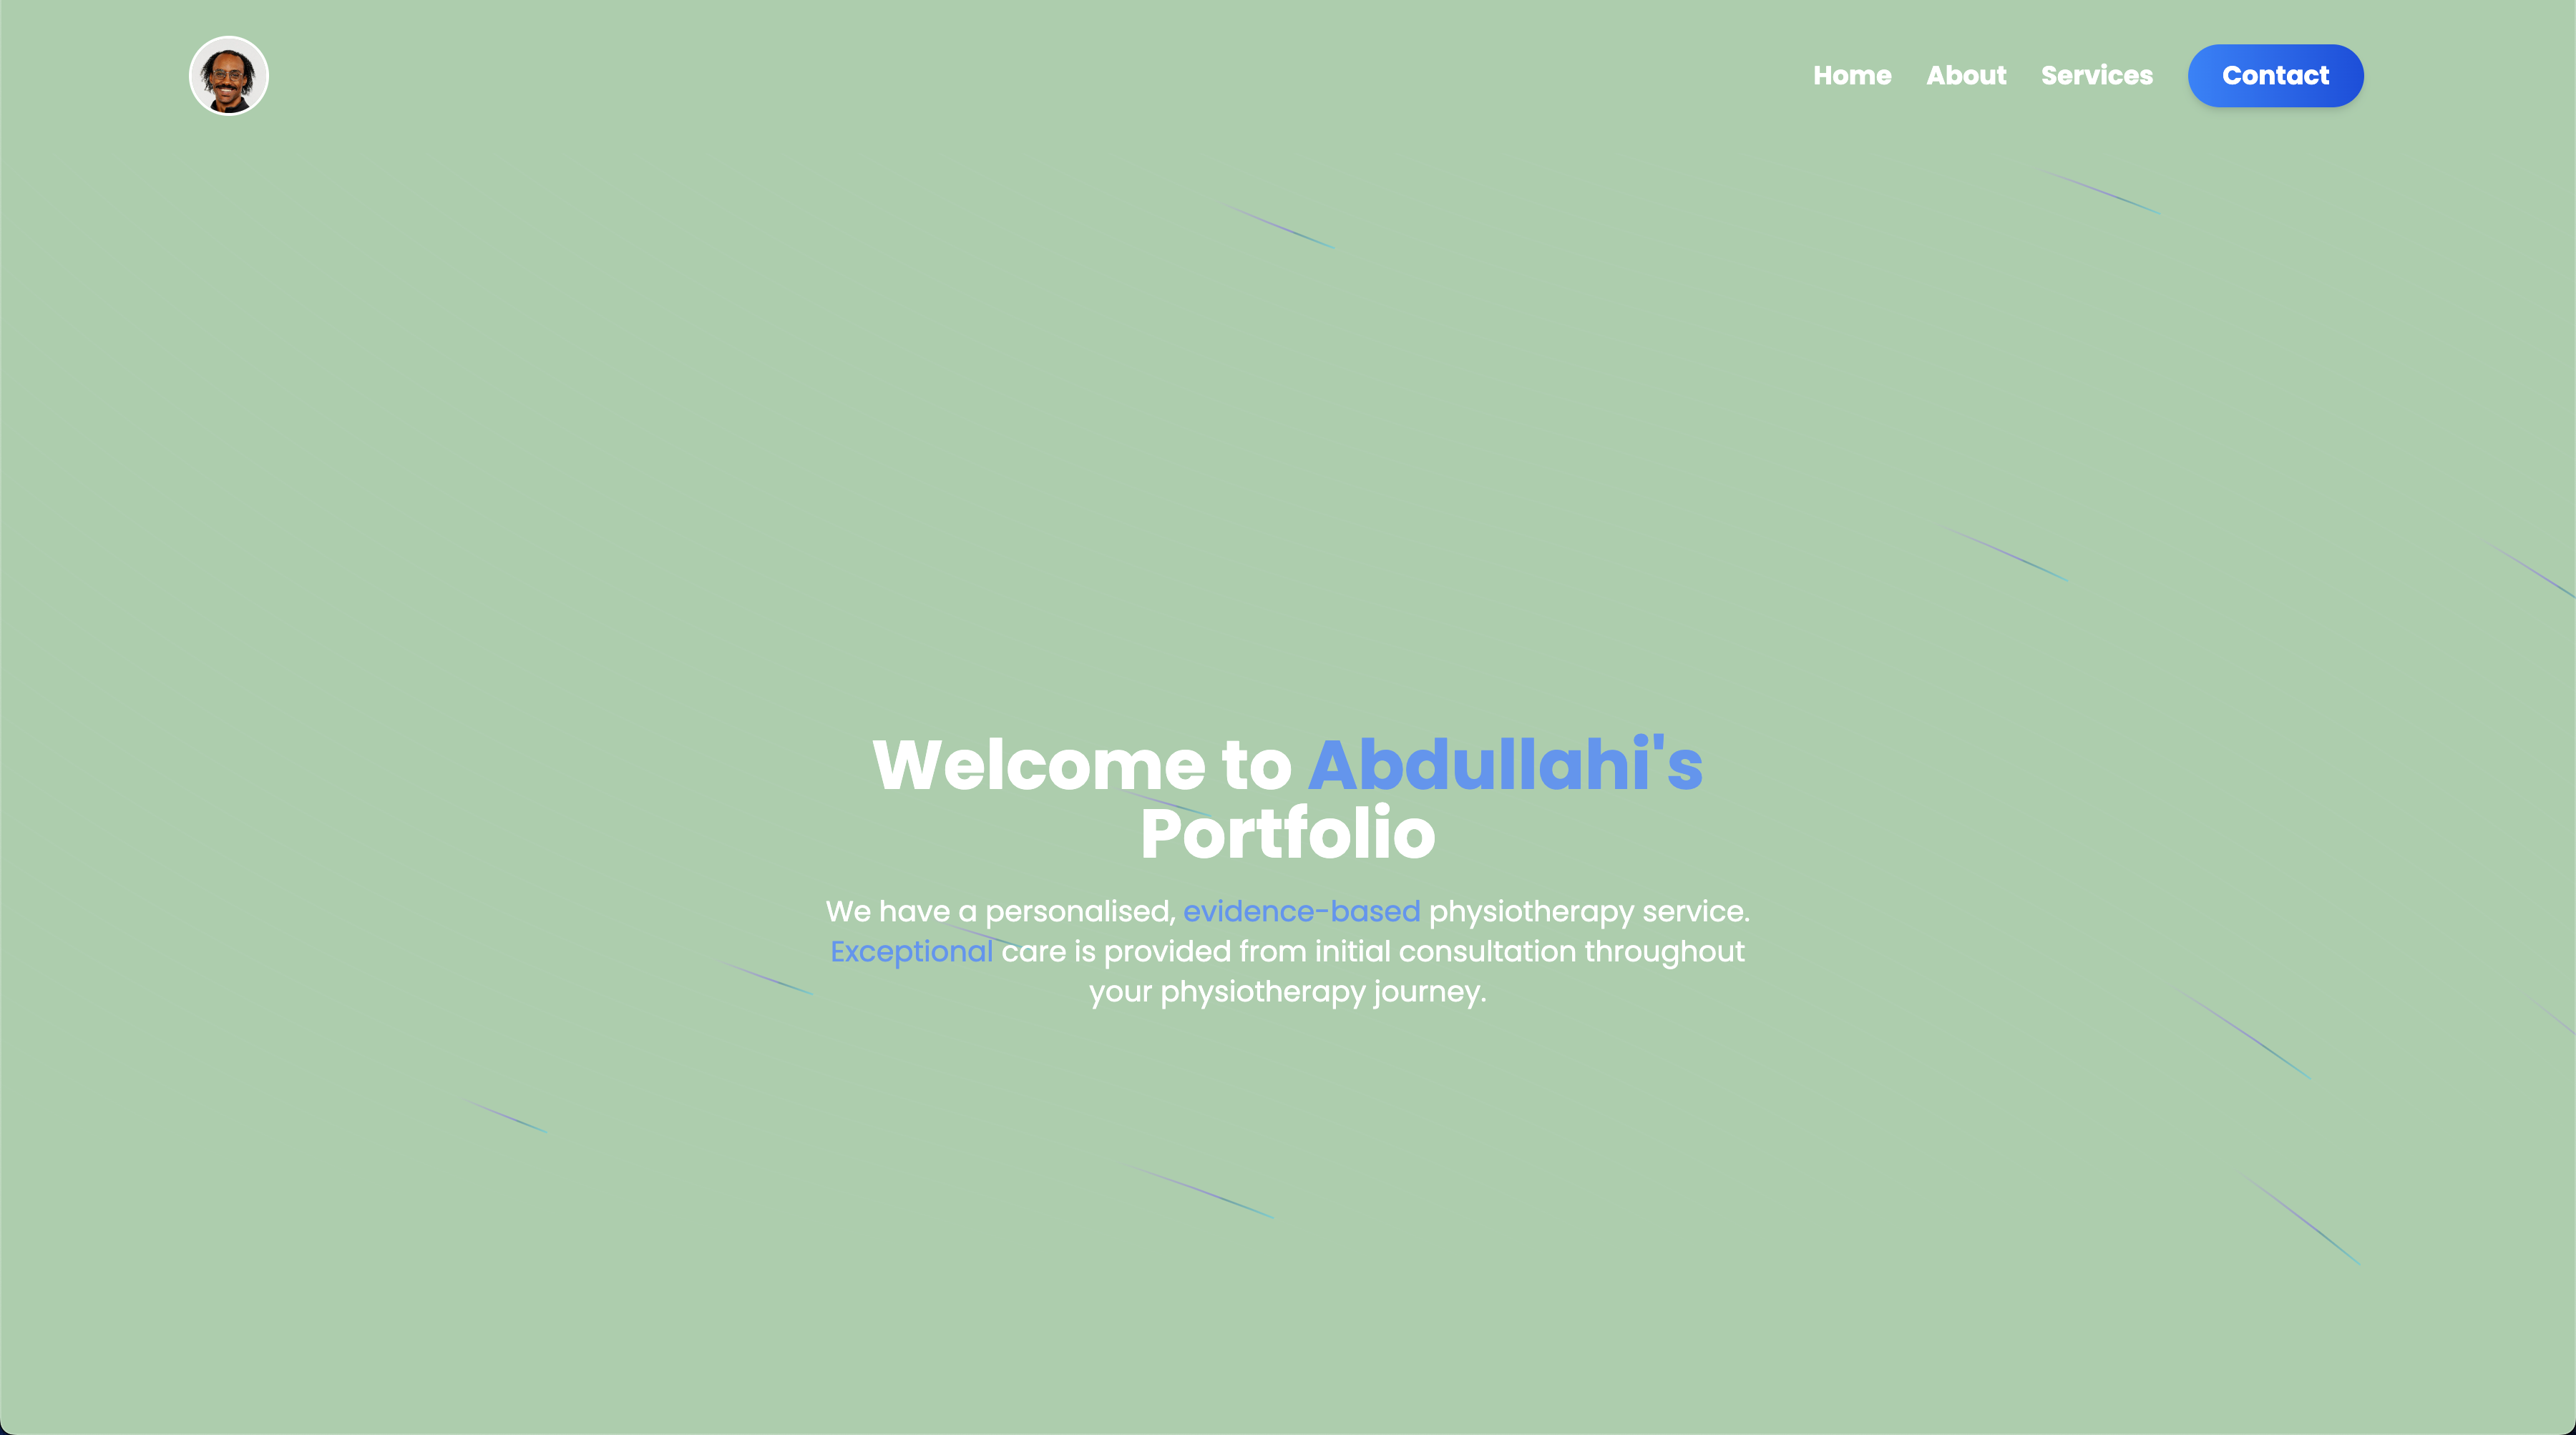 Home About Services Contact
Welcome to Abdullahi's
Portfolio
We have a personalised, evidence-based physiotherapy service.
Exceptional care is provided from initial consultation throughout
your physiotherapy journey.